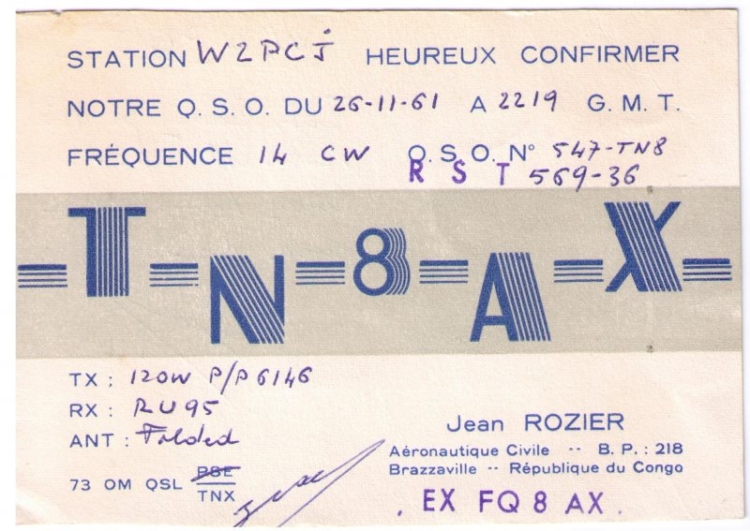 STATION W2PCJ HEUREUX CONFIRMER
NOTRE Q. S. O. DU 26-11-61 A 2219 G. M. T.
FRÉQUENCE 14 CW Q. S. O. N° 547-TN8
R S T 569-36
TN8AX
TX : 120W P/P 6146
RX : RU95
ANT : Folded
Jean ROZIER
Aéronautique Civile -- B. P. : 218
Brazzaville -- République du Congo
73 OM QSL PSE
TNX
. EX FQ 8 AX .